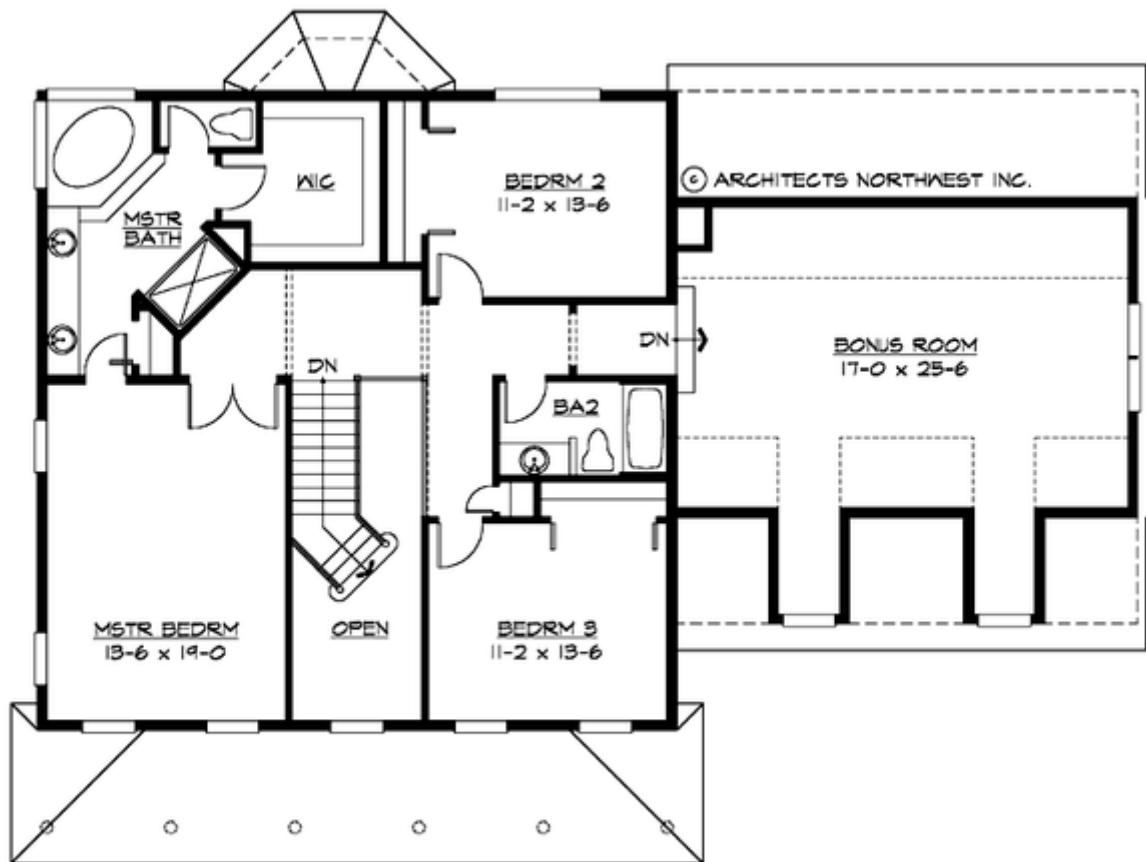 WIC
BEDRM 2
11-2 x 13-6
© ARCHITECTS NORTHWEST INC.
MSTR
BATH
DN
DN
BONUS ROOM
17-0 x 25-6
BA2
MSTR BEDRM
13-6 x 19-0
OPEN
BEDRM 3
11-2 x 13-6